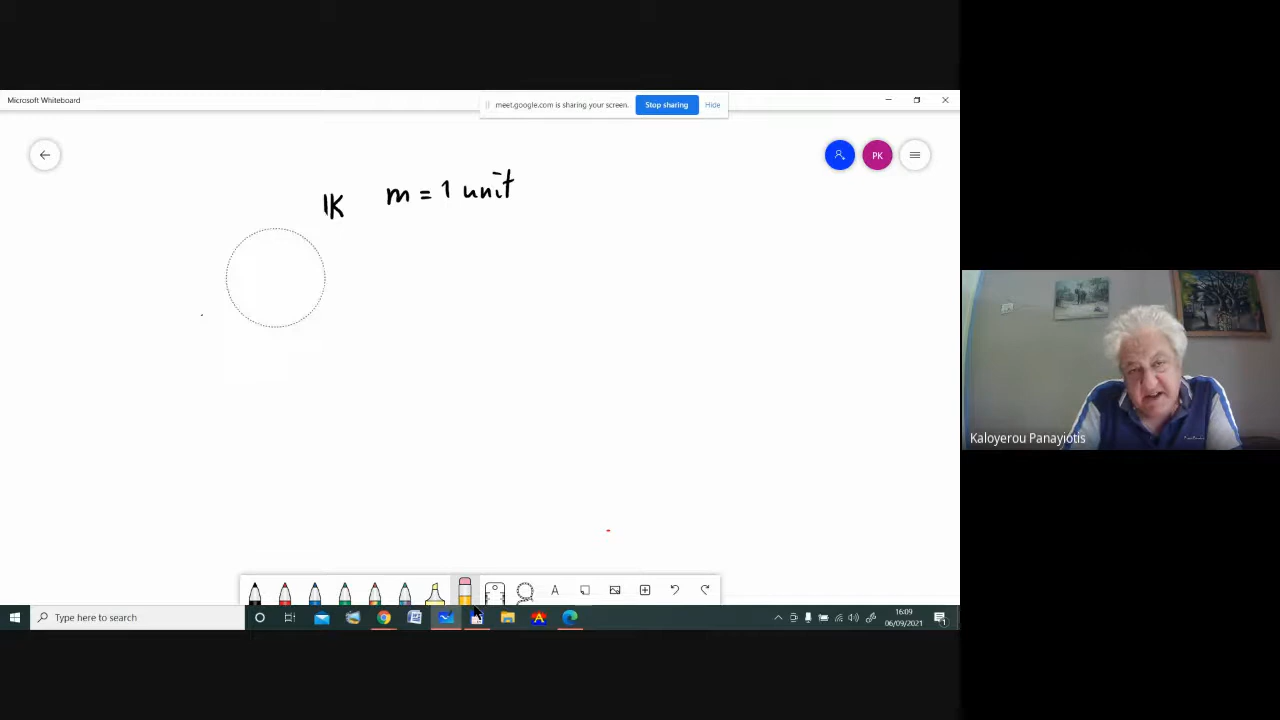 Microsoft Whiteboard
meet.google.com is sharing your screen.
Stop sharing
Hide
PK
1K m = 1 unit
Kaloyerou Panayiotis
A
Type here to search
16:09
06/09/2021